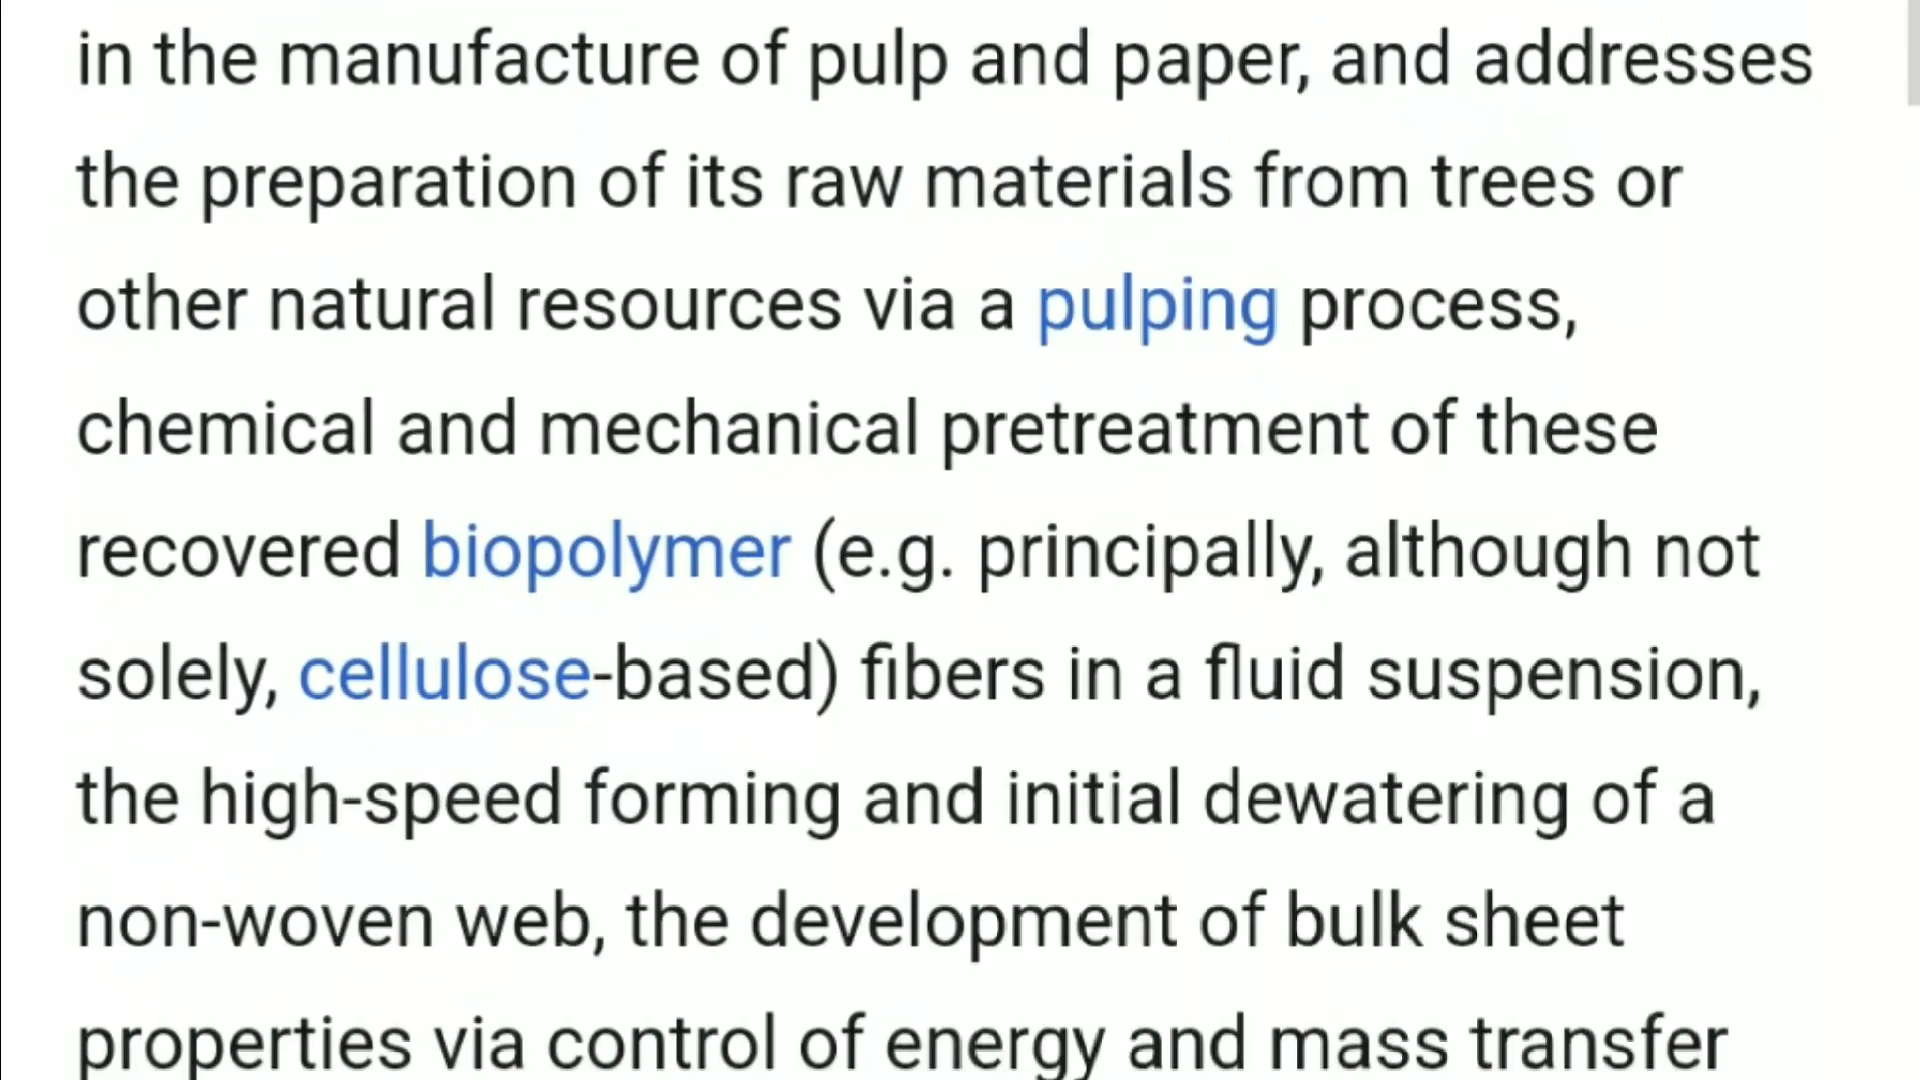 in the manufacture of pulp and paper, and addresses
the preparation of its raw materials from trees or
other natural resources via a pulping process,
chemical and mechanical pretreatment of these
recovered biopolymer (e.g. principally, although not
solely, cellulose-based) fibers in a fluid suspension,
the high-speed forming and initial dewatering of a
non-woven web, the development of bulk sheet
properties via control of energy and mass transfer